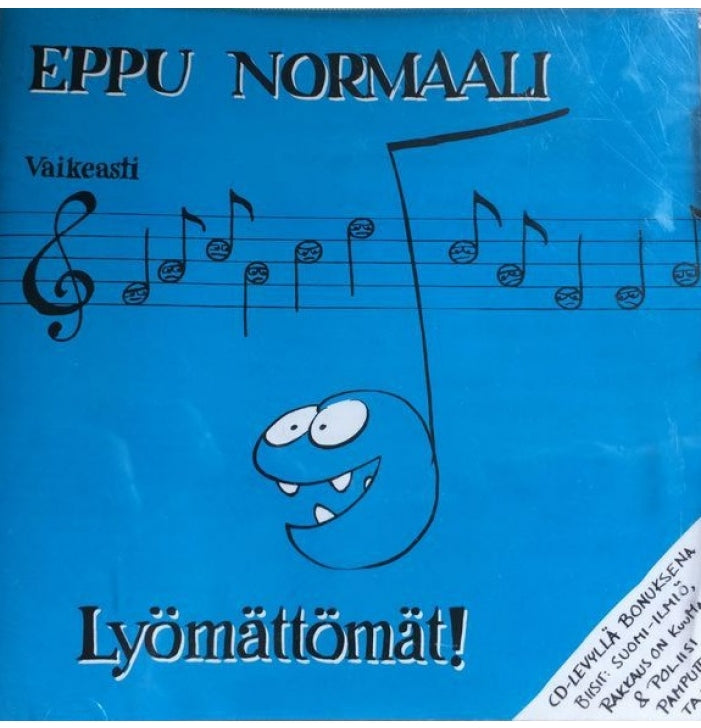 EPPU NORMAALI
Vaikeasti
Lyömättömät!
CD-LEVYLLÄ BONUKSENA
BIISIT: SUOMI-ILMIÖ,
RAKKAUS ON KUUMA
& POLIISI